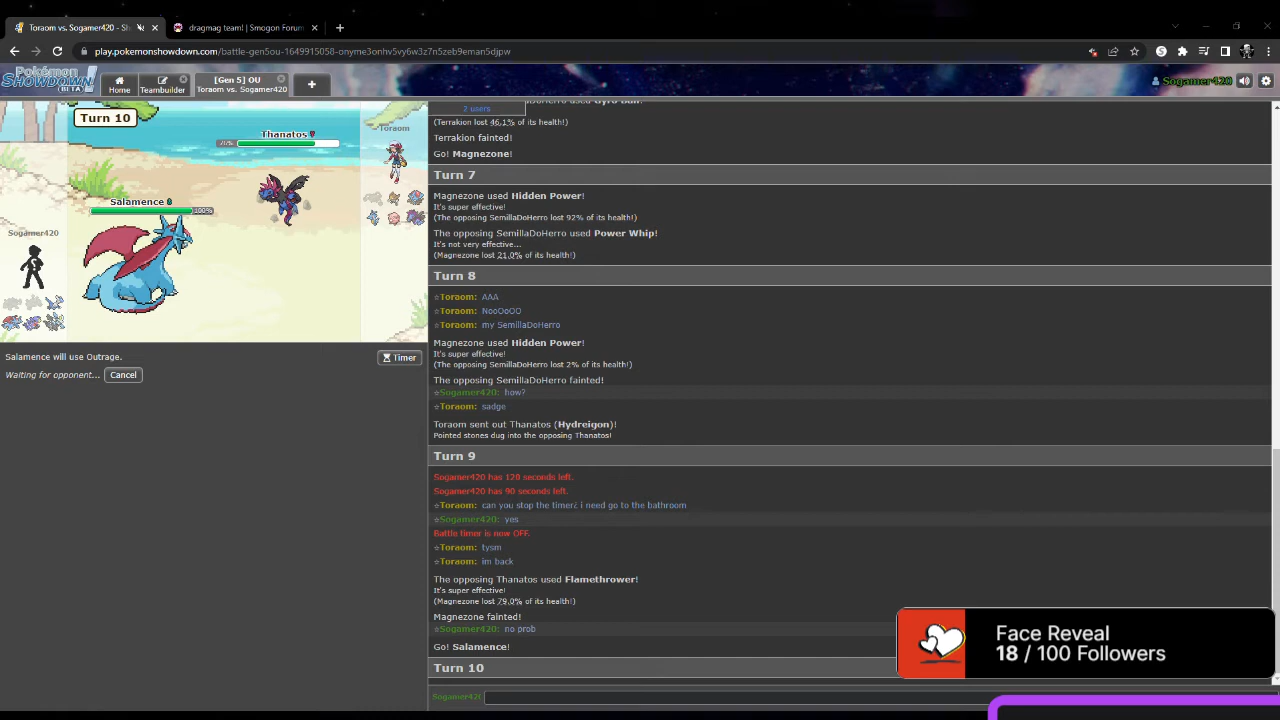 Toraom vs. Sogamer420 - Sh
dragmag team! | Smogon Forum
play.pokemonshowdown.com/battle-gen5ou-1649915058-onyme3onhv5vy6w3z7n5zeb9eman5djpw
Pokémon
SHOWDOWN!
(BETA)
Home
Teambuilder
[Gen 5] OU
Toraom vs. Sogamer420
Sogamer420
2 users
Turn 10
Thanatos
76%
Toraom
Salamence
100%
Sogamer420
Salamence will use Outrage.
Timer
Waiting for opponent...
Cancel
(Terrakion lost 46.1% of its health!)
Terrakion fainted!
Go! Magnezone!
Turn 7
Magnezone used Hidden Power!
It's super effective!
(The opposing SemillaDoHerro lost 92% of its health!)
The opposing SemillaDoHerro used Power Whip!
It's not very effective...
(Magnezone lost 21.0% of its health!)
Turn 8
☆Toraom: AAA
☆Toraom: NooOoOO
☆Toraom: my SemillaDoHerro
Magnezone used Hidden Power!
It's super effective!
(The opposing SemillaDoHerro lost 2% of its health!)
The opposing SemillaDoHerro fainted!
☆Sogamer420: how?
☆Toraom: sadge
Toraom sent out Thanatos (Hydreigon)!
Pointed stones dug into the opposing Thanatos!
Turn 9
Sogamer420 has 120 seconds left.
Sogamer420 has 90 seconds left.
☆Toraom: can you stop the timer¿ i need go to the bathroom
☆Sogamer420: yes
Battle timer is now OFF.
☆Toraom: tysm
☆Toraom: im back
The opposing Thanatos used Flamethrower!
It's super effective!
(Magnezone lost 79.0% of its health!)
Magnezone fainted!
☆Sogamer420: no prob
Go! Salamence!
Turn 10
Sogamer42(
Face Reveal
18 / 100 Followers